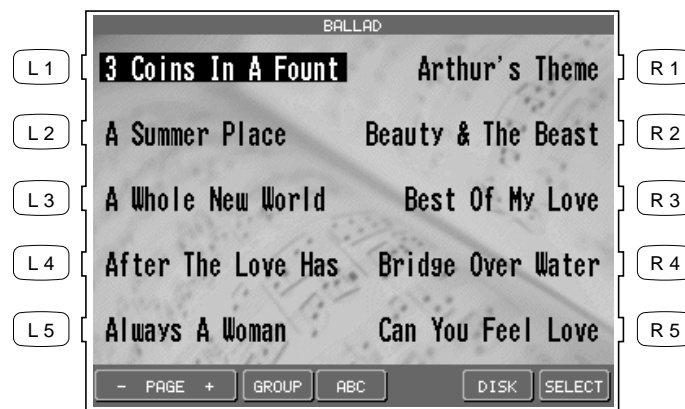 BALLAD
L 1 3 Coins In A Fount Arthur's Theme R 1
L 2 A Summer Place Beauty & The Beast R 2
L 3 A Whole New World Best Of My Love R 3
L 4 After The Love Has Bridge Over Water R 4
L 5 Always A Woman Can You Feel Love R 5
- PAGE + GROUP ABC DISK SELECT